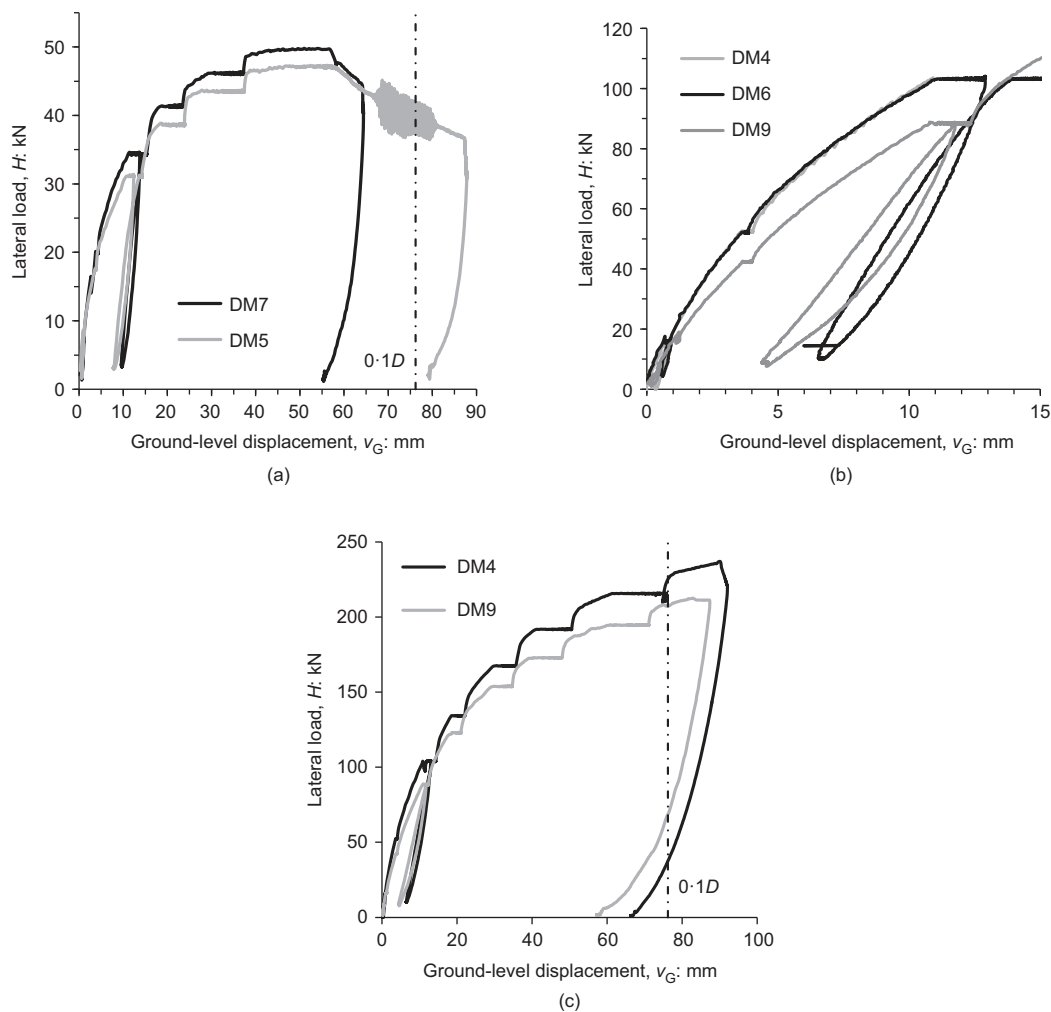 50
40
30
20
10
0
Lateral load, H: kN
DM7
DM5
0·1D
0 10 20 30 40 50 60 70 80 90
Ground-level displacement, vG: mm
(a)
120
100
80
60
40
20
0
Lateral load, H: kN
DM4
DM6
DM9
0 5 10 15
Ground-level displacement, vG: mm
(b)
250
200
150
100
50
0
Lateral load, H: kN
DM4
DM9
0·1D
0 20 40 60 80 100
Ground-level displacement, vG: mm
(c)